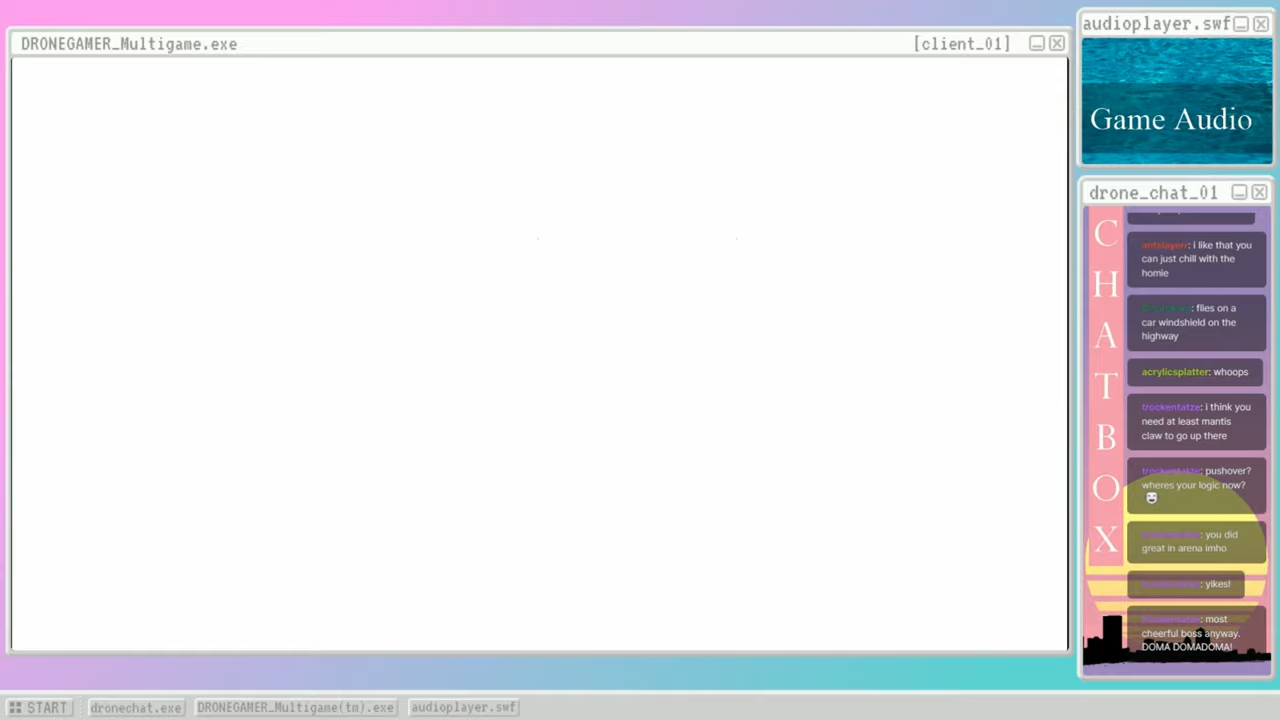 DRONEGAMER_Multigame.exe
[client_01]
audioplayer.swf
Game Audio
drone_chat_01
C
H
A
T
B
O
X
antslayerr: i like that you
can just chill with the
homie
: flies on a
car windshield on the
highway
acrylicsplatter: whoops
trockentatze: i think you
need at least mantis
claw to go up there
trockentatze: pushover?
wheres your logic now?
: you did
great in arena imho
: yikes!
trockentatze: most
cheerful boss anyway.
DOMA DOMADOMA!
START
dronechat.exe
DRONEGAMER_Multigame(tm).exe
audioplayer.swf